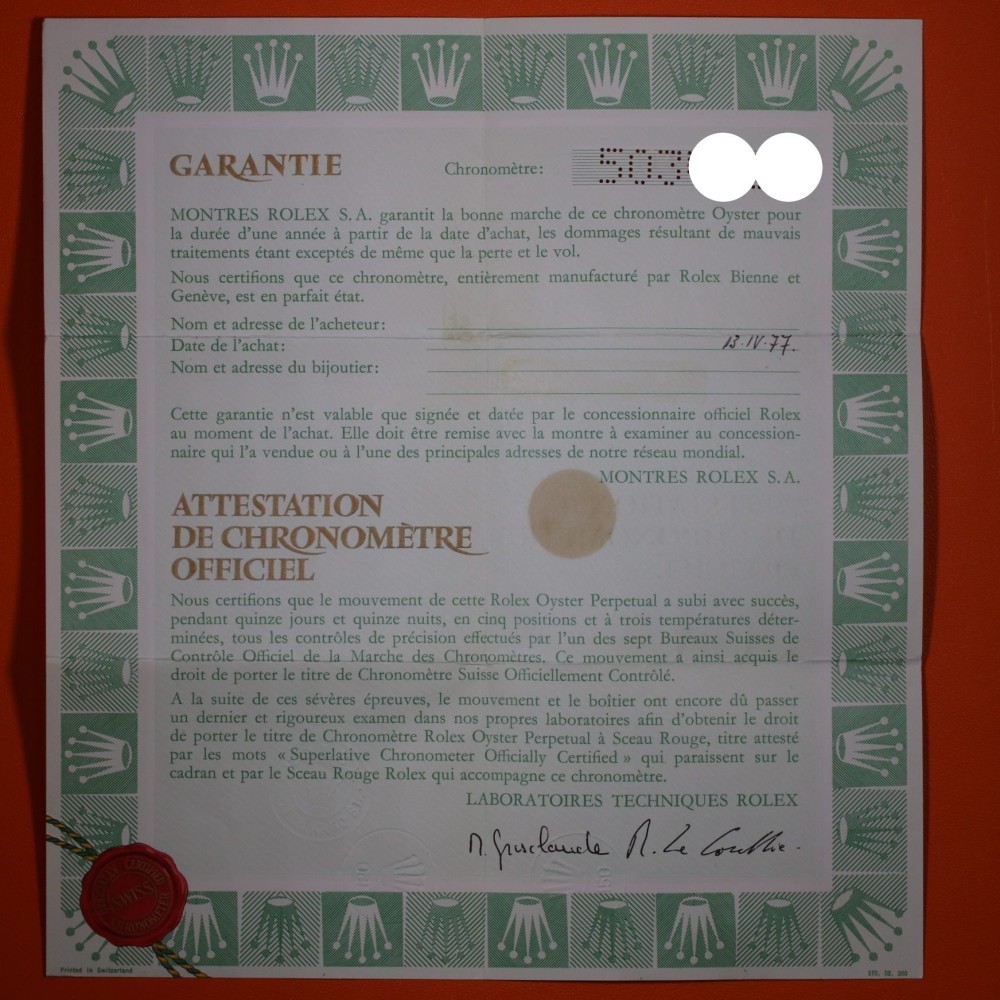 GARANTIE
Chronomètre: 503
MONTRES ROLEX S.A. garantit la bonne marche de ce chronomètre Oyster pour
la durée d'une année à partir de la date d'achat, les dommages résultant de mauvais
traitements étant exceptés de même que la perte et le vol.
Nous certifions que ce chronomètre, entièrement manufacturé par Rolex Bienne et
Genève, est en parfait état.
Nom et adresse de l'acheteur:
Date de l'achat: 13·IV·77.
Nom et adresse du bijoutier:
Cette garantie n'est valable que signée et datée par le concessionnaire officiel Rolex
au moment de l'achat. Elle doit être remise avec la montre à examiner au concession-
naire qui l'a vendue ou à l'une des principales adresses de notre réseau mondial.
MONTRES ROLEX S.A.
ATTESTATION
DE CHRONOMÈTRE
OFFICIEL
Nous certifions que le mouvement de cette Rolex Oyster Perpetual a subi avec succès,
pendant quinze jours et quinze nuits, en cinq positions et à trois températures déter-
minées, tous les contrôles de précision effectués par l'un des sept Bureaux Suisses de
Contrôle Officiel de la Marche des Chronomètres. Ce mouvement a ainsi acquis le
droit de porter le titre de Chronomètre Suisse Officiellement Contrôlé.
A la suite de ces sévères épreuves, le mouvement et le boîtier ont encore dû passer
un dernier et rigoureux examen dans nos propres laboratoires afin d'obtenir le droit
de porter le titre de Chronomètre Rolex Oyster Perpetual à Sceau Rouge, titre attesté
par les mots «Superlative Chronometer Officially Certified» qui paraissent sur le
cadran et par le Sceau Rouge Rolex qui accompagne ce chronomètre.
LABORATOIRES TECHNIQUES ROLEX
SWISS
Printed in Switzerland